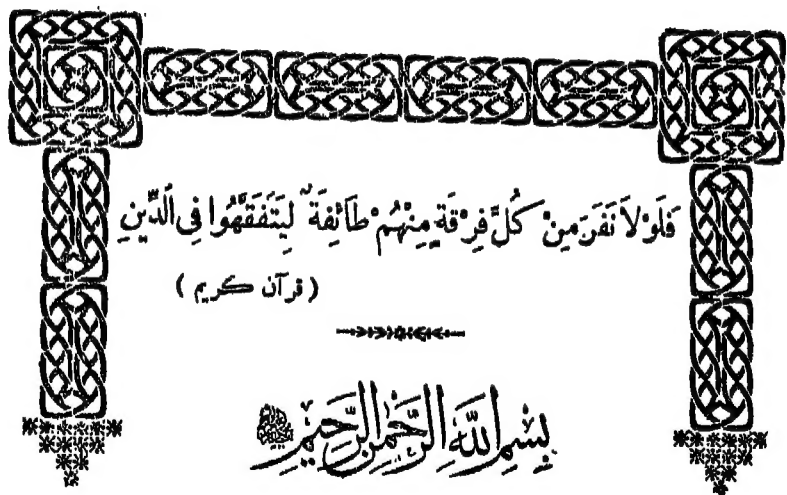 فَلَوْلَا نَفَرَ مِنْ كُلِّ فِرْقَةٍ مِنْهُمْ طَائِفَةٌ لِيَتَفَقَّهُوا فِي الدِّينِ
( قرآن كريم )
بِسْمِ اللَّهِ الرَّحْمَنِ الرَّحِيمِ